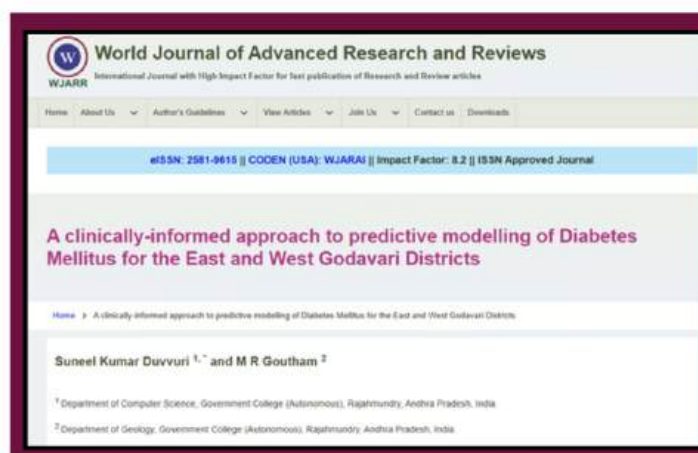 W
WJARR
World Journal of Advanced Research and Reviews
International Journal with High Impact Factor for fast publication of Research and Review articles
Home About Us Author's Guidelines View Articles Join Us Contact us Downloads
eISSN: 2581-9615 || CODEN (USA): WJARAI || Impact Factor: 8.2 || ISSN Approved Journal
A clinically-informed approach to predictive modelling of Diabetes
Mellitus for the East and West Godavari Districts
Home > A clinically-informed approach to predictive modelling of Diabetes Mellitus for the East and West Godavari Districts
Suneel Kumar Duvvuri 1, * and M R Goutham 2
1 Department of Computer Science, Government College (Autonomous), Rajahmundry, Andhra Pradesh, India.
2 Department of Geology, Government College (Autonomous), Rajahmundry, Andhra Pradesh, India.